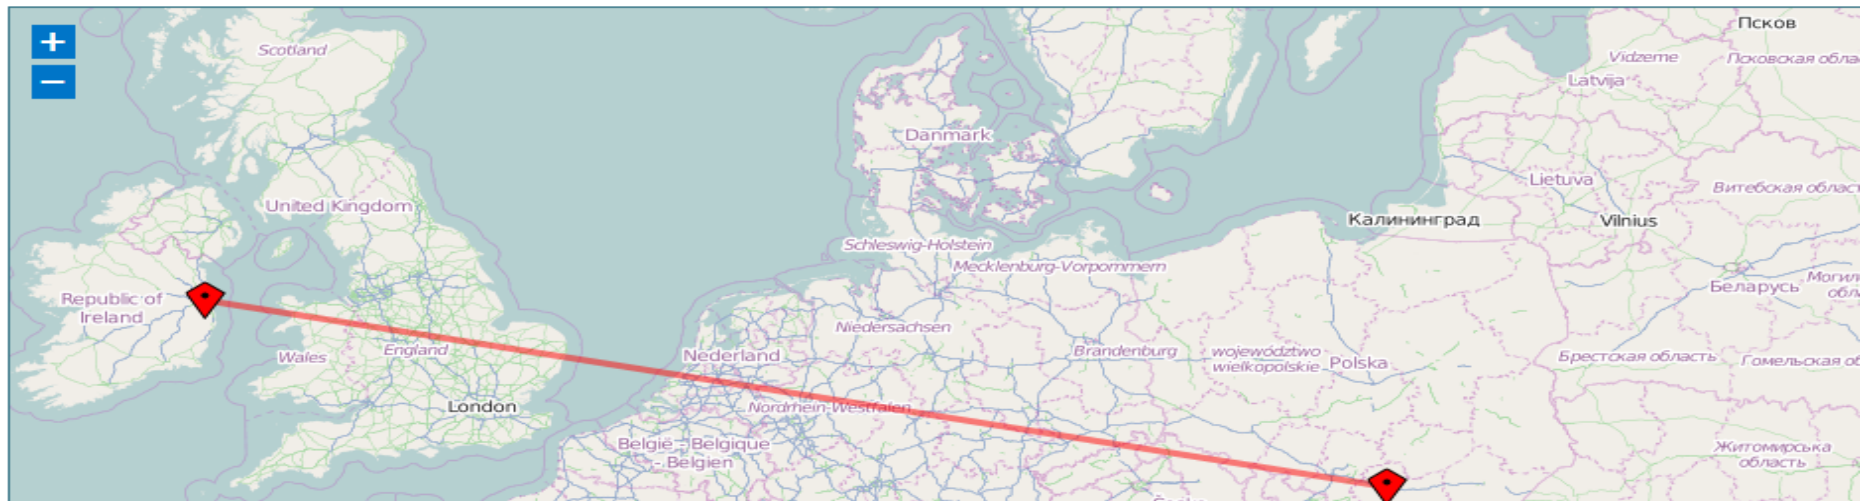 +
−
Scotland
Псков
Vidzeme
Псковская обла
Latvija
Danmark
Lietuva
Витебская област
United Kingdom
Калининград
Vilnius
Schleswig-Holstein
Mecklenburg-Vorpommern
Беларусь
Republic of
Ireland
Niedersachsen
Wales
England
Nederland
Brandenburg
województwo
wielkopolskie
Polska
Брестская область
Гомельская об
London
Nordrhein-Westfalen
België - Belgique
- Belgien
Житомирська
область